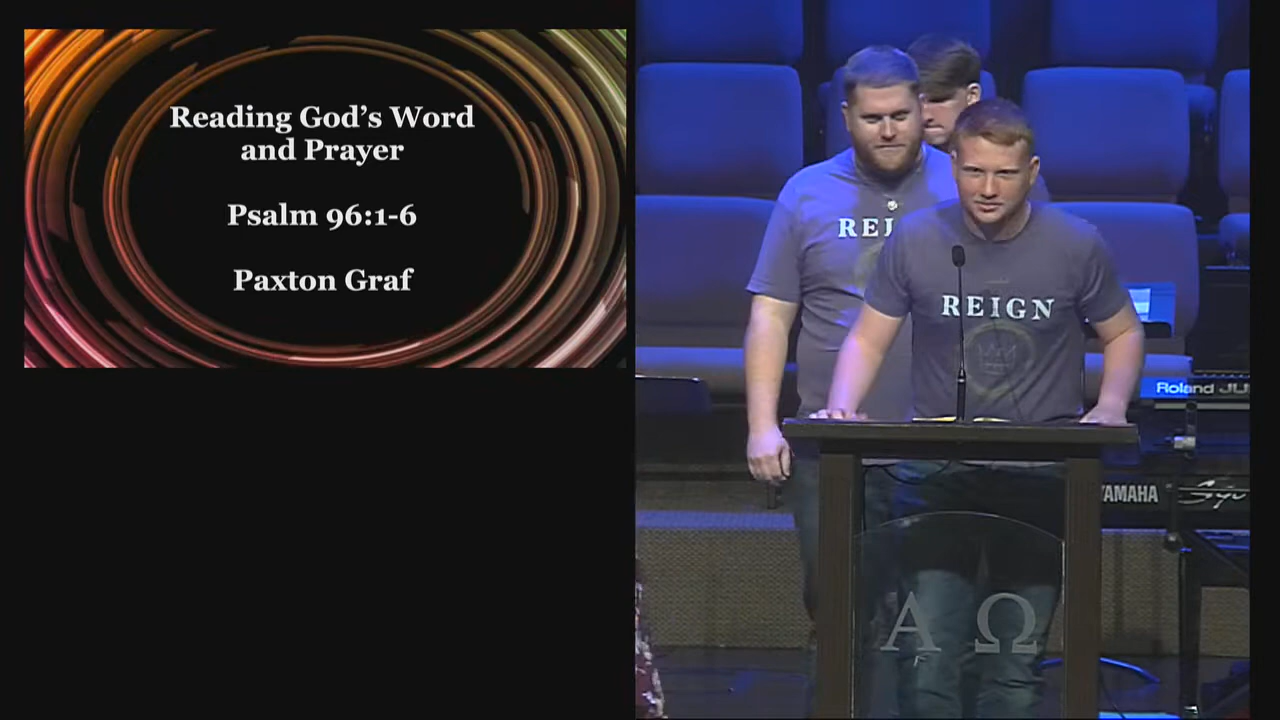 Reading God's Word
and Prayer
Psalm 96:1-6
Paxton Graf
REI
REIGN
Roland JU
YAMAHA
Α Ω